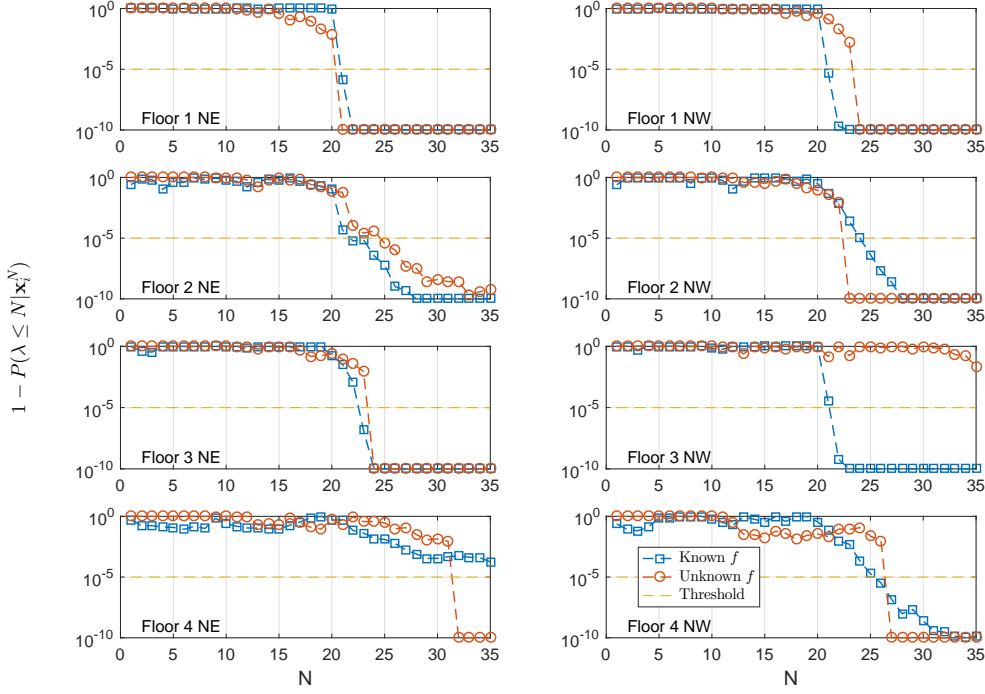 10^0
10^-5
10^-10
Floor 1 NE
0 5 10 15 20 25 30 35
10^0
10^-5
10^-10
Floor 1 NW
0 5 10 15 20 25 30 35
10^0
10^-5
10^-10
Floor 2 NE
0 5 10 15 20 25 30 35
10^0
10^-5
10^-10
Floor 2 NW
0 5 10 15 20 25 30 35
1 − P(λ ≤ N|x_i^N)
10^0
10^-5
10^-10
Floor 3 NE
0 5 10 15 20 25 30 35
10^0
10^-5
10^-10
Floor 3 NW
0 5 10 15 20 25 30 35
10^0
10^-5
10^-10
Floor 4 NE
0 5 10 15 20 25 30 35
N
10^0
10^-5
10^-10
Known f
Unknown f
Threshold
Floor 4 NW
0 5 10 15 20 25 30 35
N